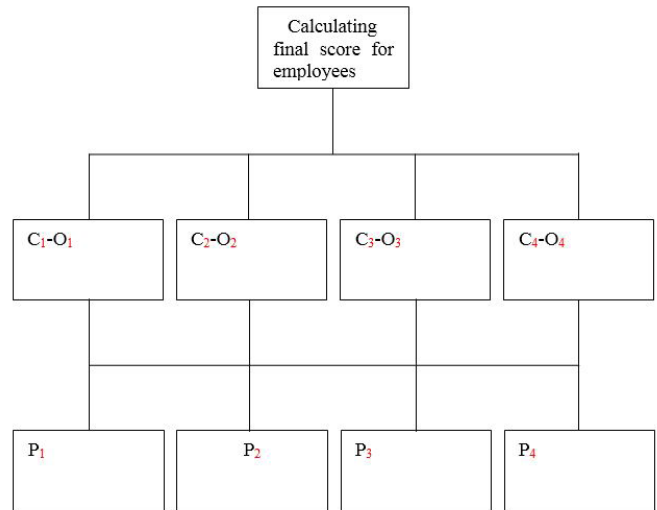 Calculating
final score for
employees
C₁-O₁
C₂-O₂
C₃-O₃
C₄-O₄
P₁
P₂
P₃
P₄